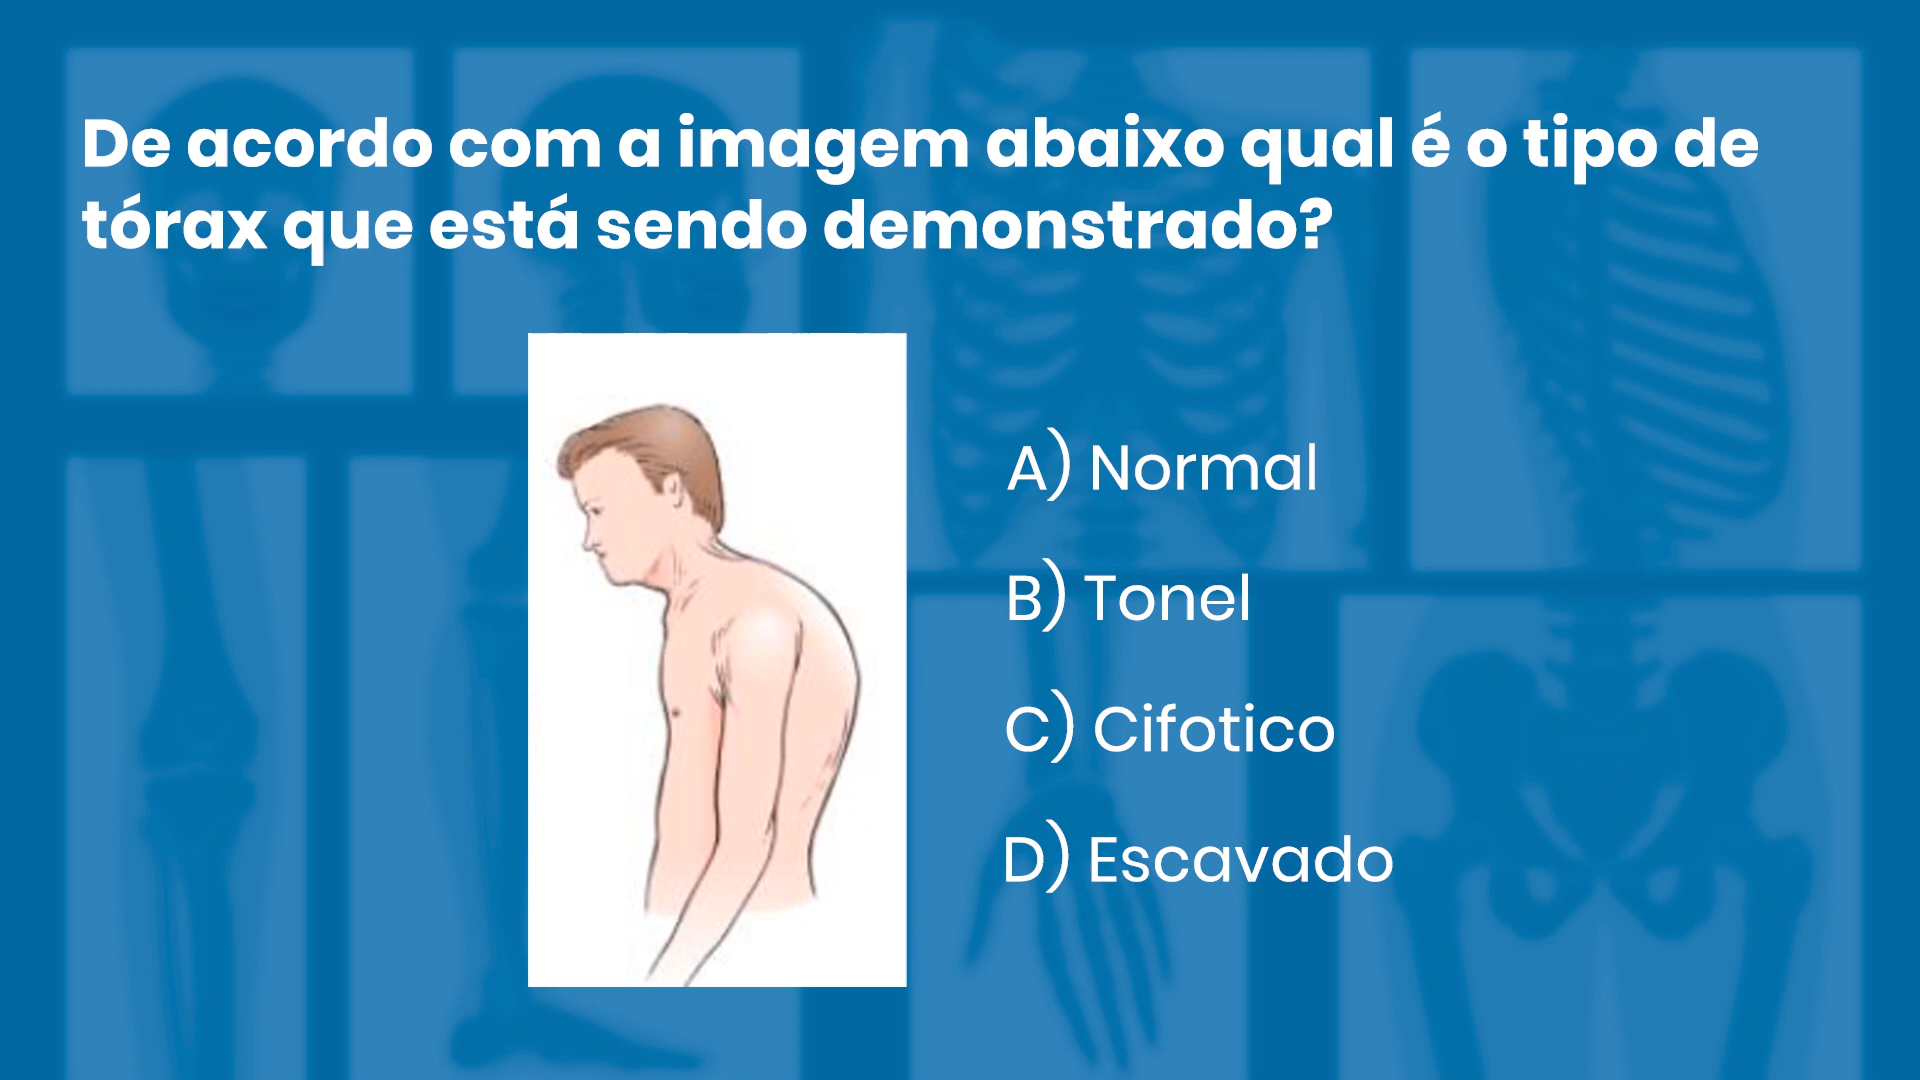 De acordo com a imagem abaixo qual é o tipo de
tórax que está sendo demonstrado?
A) Normal
B) Tonel
C) Cifotico
D) Escavado